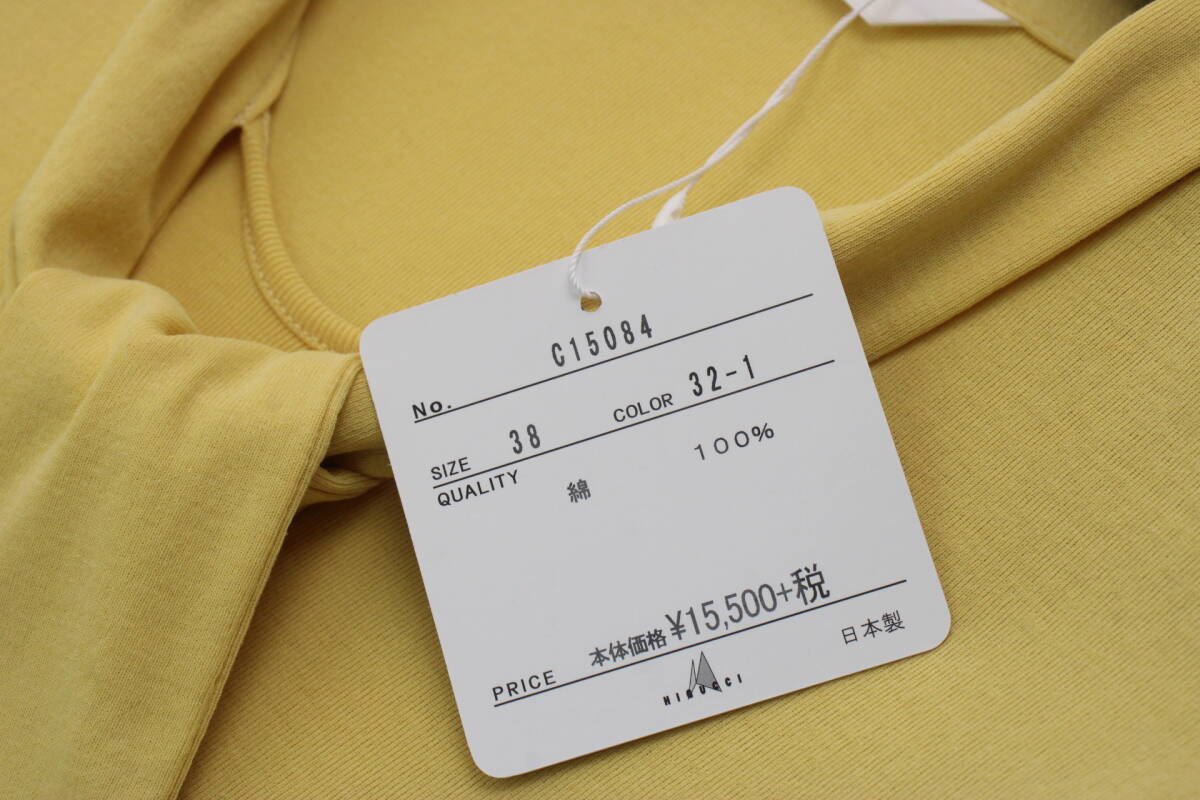 No. C15084
SIZE 38 COLOR 32-1
QUALITY
綿 100%
PRICE 本体価格 ¥15,500+税
HIROCCI 日本製